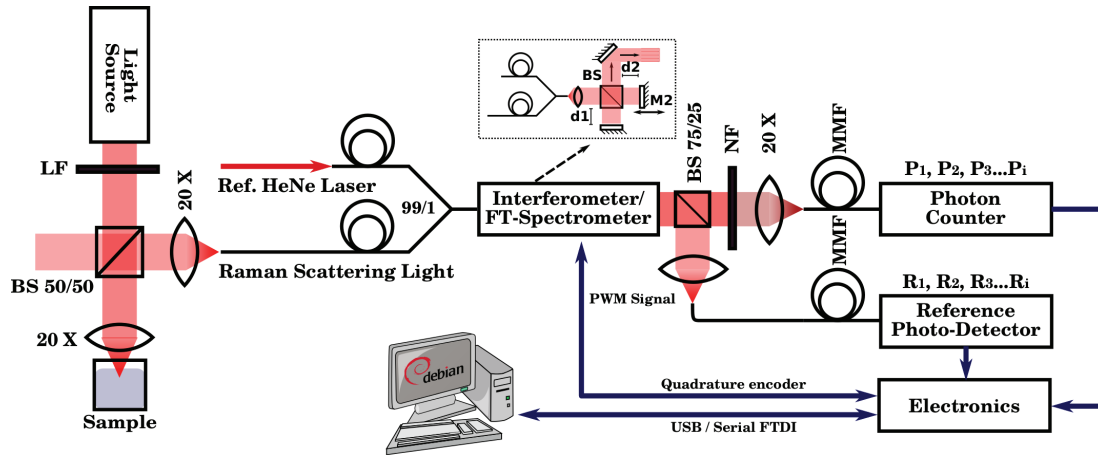 Light
Source
LF
20 X
BS 50/50
20 X
Sample
Ref. HeNe Laser
Raman Scattering Light
99/1
BS
d2
d1
M2
Interferometer/
FT-Spectrometer
BS 75/25
NF
20 X
MMF
MMF
P1, P2, P3...Pi
Photon
Counter
R1, R2, R3...Ri
Reference
Photo-Detector
PWM Signal
debian
Quadrature encoder
USB / Serial FTDI
Electronics